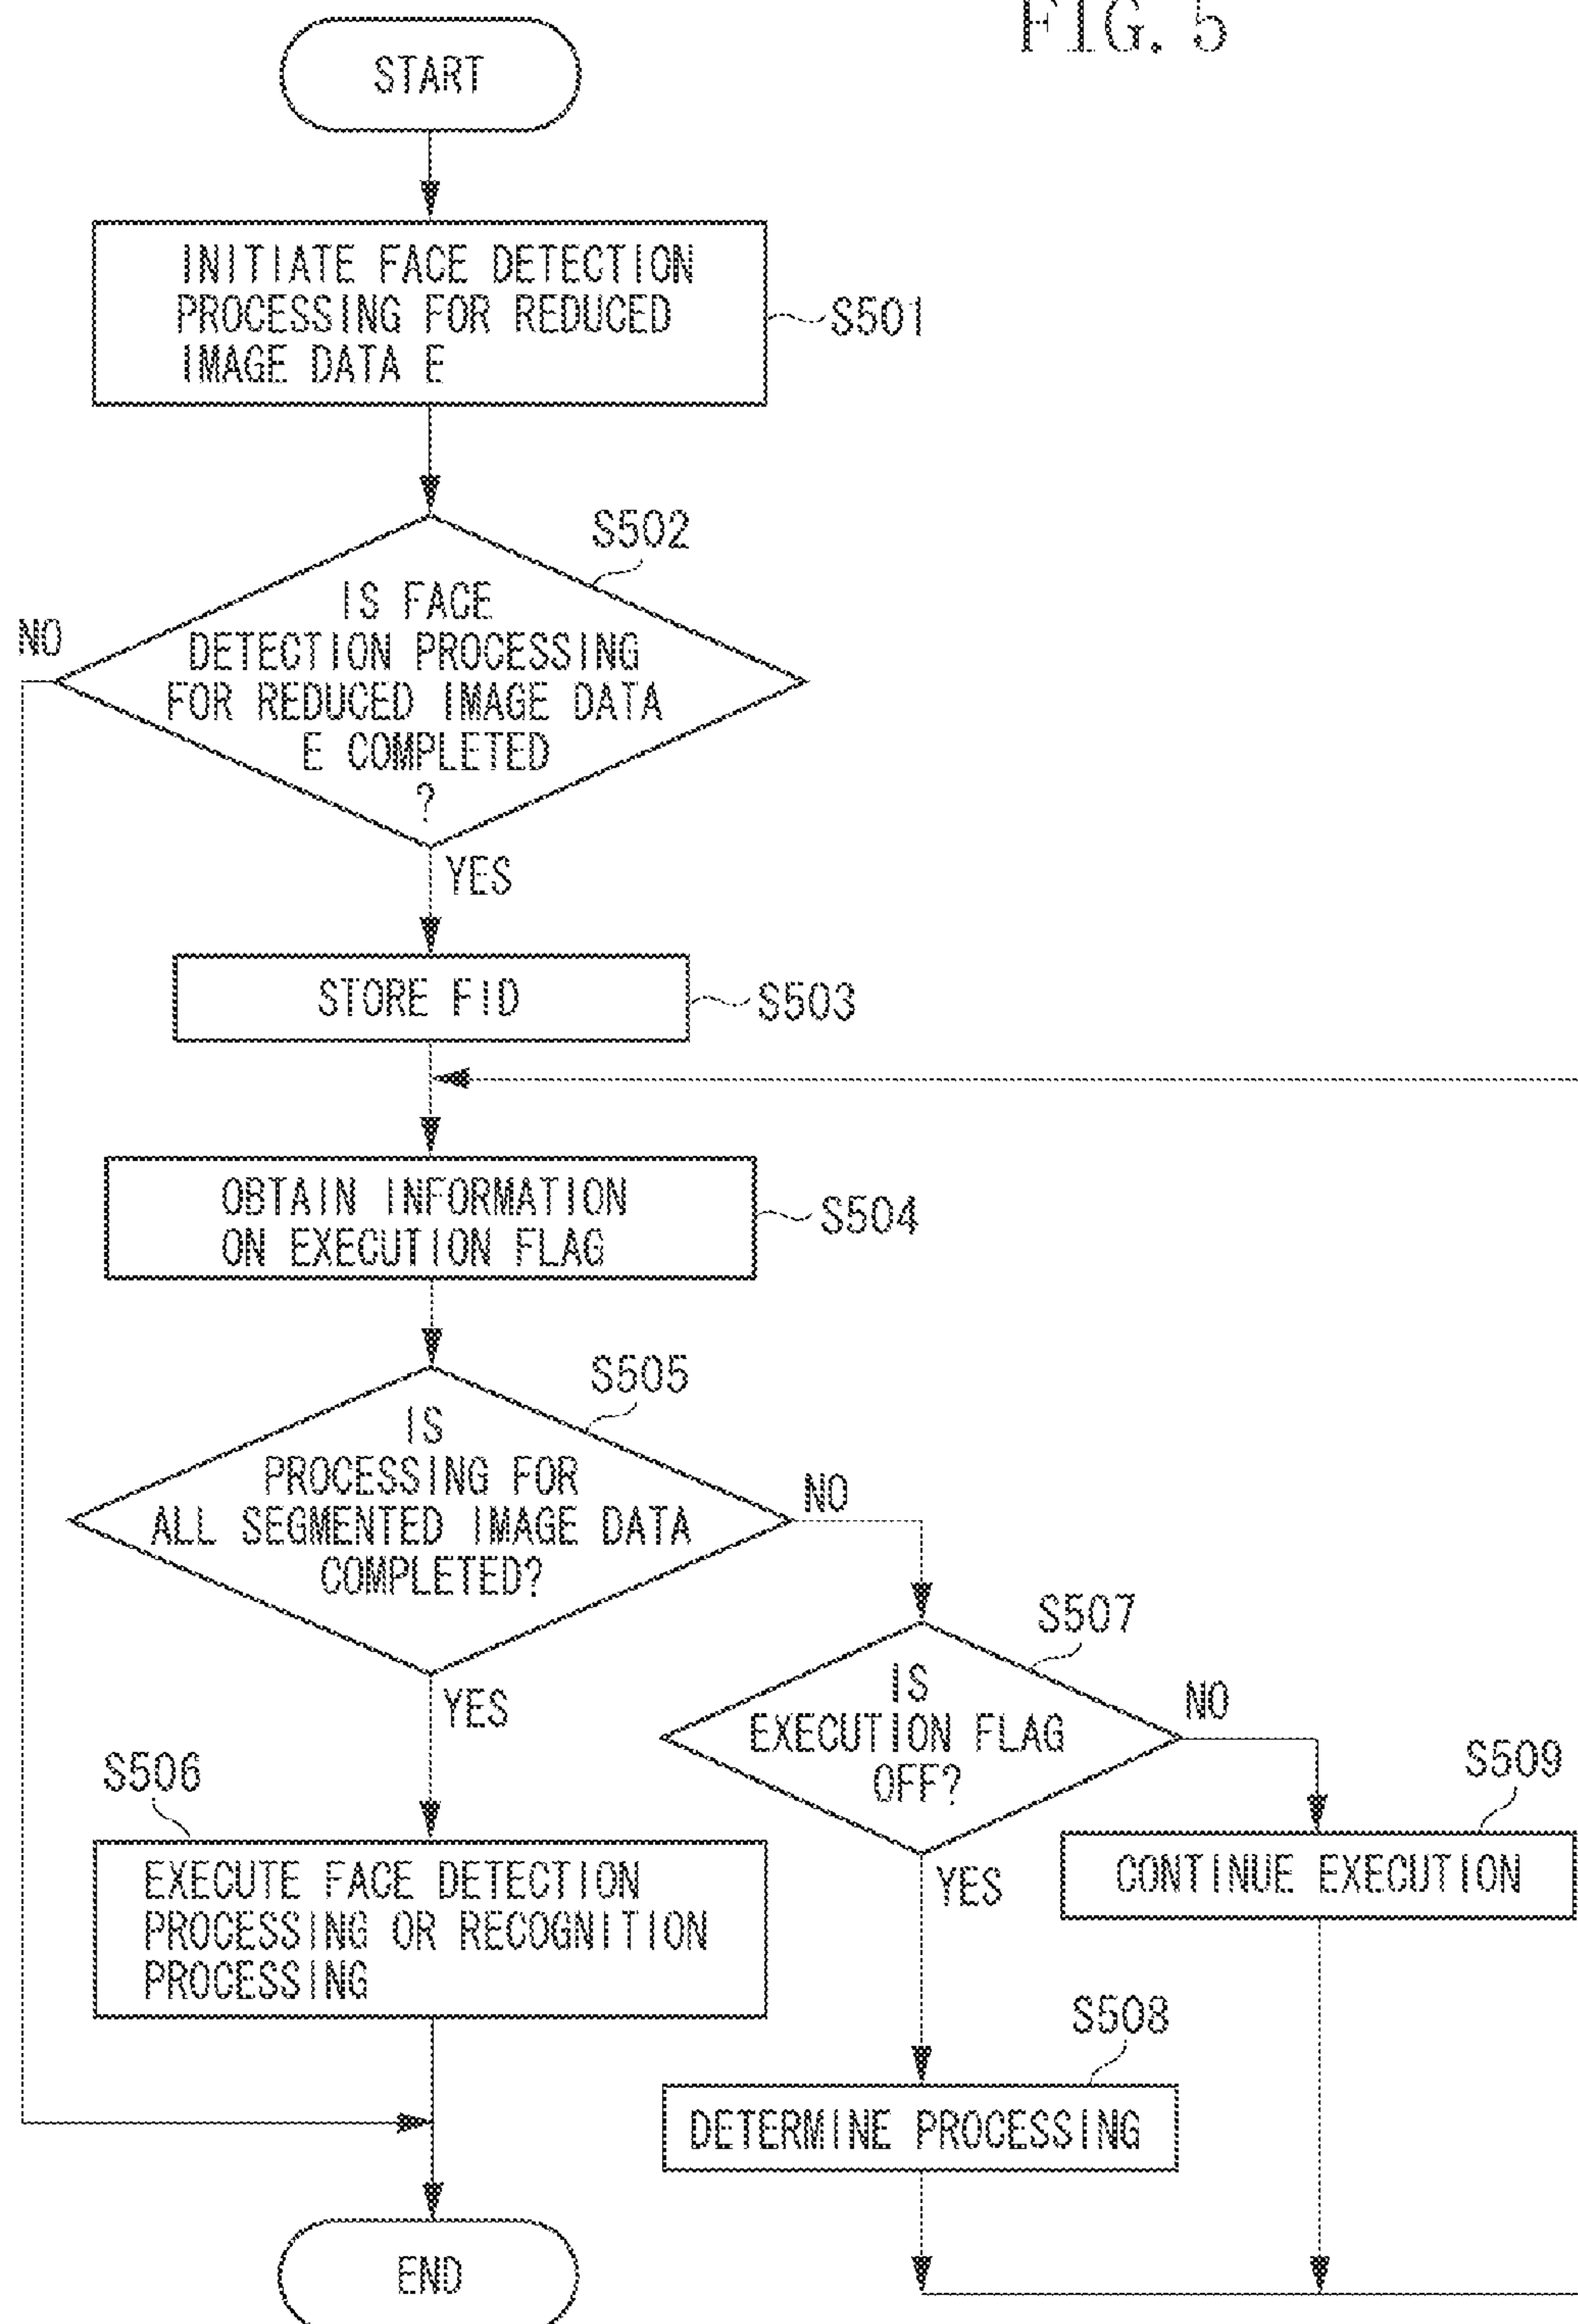 FIG. 5
START
INITIATE FACE DETECTION
PROCESSING FOR REDUCED
IMAGE DATA E
S501
S502
IS FACE
DETECTION PROCESSING
FOR REDUCED IMAGE DATA
E COMPLETED
?
NO
YES
STORE FID
S503
OBTAIN INFORMATION
ON EXECUTION FLAG
S504
S505
IS
PROCESSING FOR
ALL SEGMENTED IMAGE DATA
COMPLETED?
NO
YES
S507
IS
EXECUTION FLAG
OFF?
NO
YES
S506
EXECUTE FACE DETECTION
PROCESSING OR RECOGNITION
PROCESSING
S509
CONTINUE EXECUTION
S508
DETERMINE PROCESSING
END